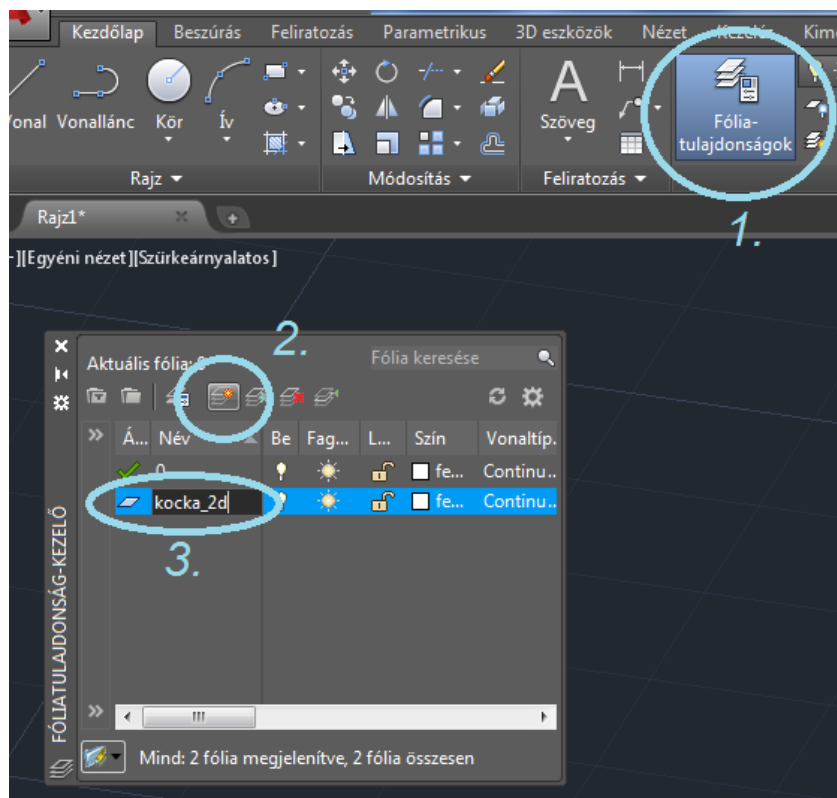 Kezdőlap Beszúrás Feliratozás Parametrikus 3D eszközök Nézet Kezelés Kime
Vonal Vonallánc Kör Ív
Szöveg
Fólia-
tulajdonságok
Rajz Módosítás Feliratozás
1.
Rajz1*
-][Egyéni nézet][Szürkeárnyalatos]
2.
Aktuális fólia: 0
Fólia keresése
Á... Név Be Fag... L... Szín Vonaltíp.
0 fe... Continu..
kocka_2d fe... Continu..
3.
FÓLIATULAJDONSÁG-KEZELŐ
Mind: 2 fólia megjelenítve, 2 fólia összesen